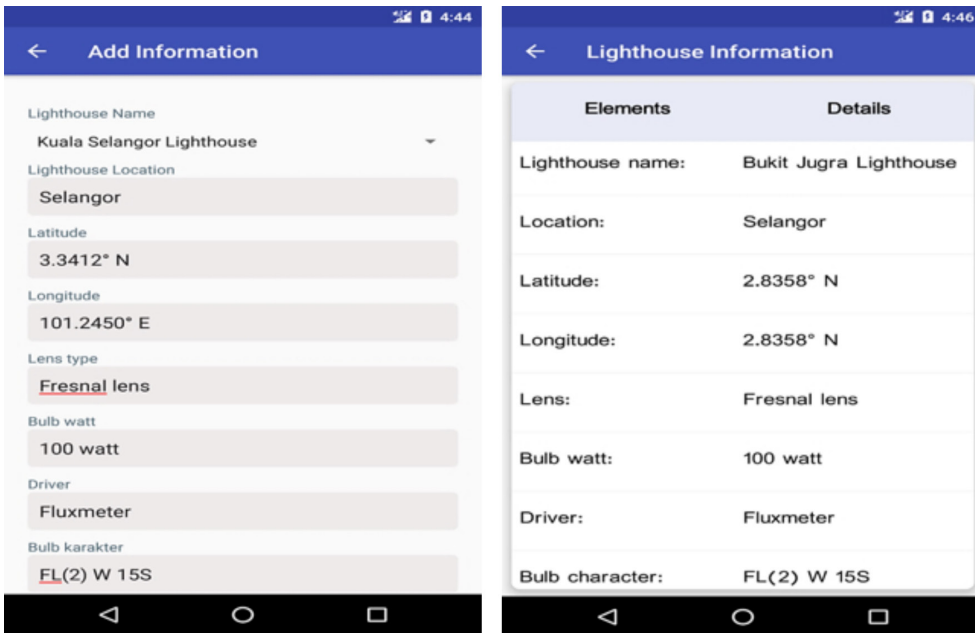 4:44
Add Information
Lighthouse Name
Kuala Selangor Lighthouse
Lighthouse Location
Selangor
Latitude
3.3412° N
Longitude
101.2450° E
Lens type
Fresnal lens
Bulb watt
100 watt
Driver
Fluxmeter
Bulb karakter
FL(2) W 15S
4:46
Lighthouse Information
Elements Details
Lighthouse name: Bukit Jugra Lighthouse
Location: Selangor
Latitude: 2.8358° N
Longitude: 2.8358° N
Lens: Fresnal lens
Bulb watt: 100 watt
Driver: Fluxmeter
Bulb character: FL(2) W 15S